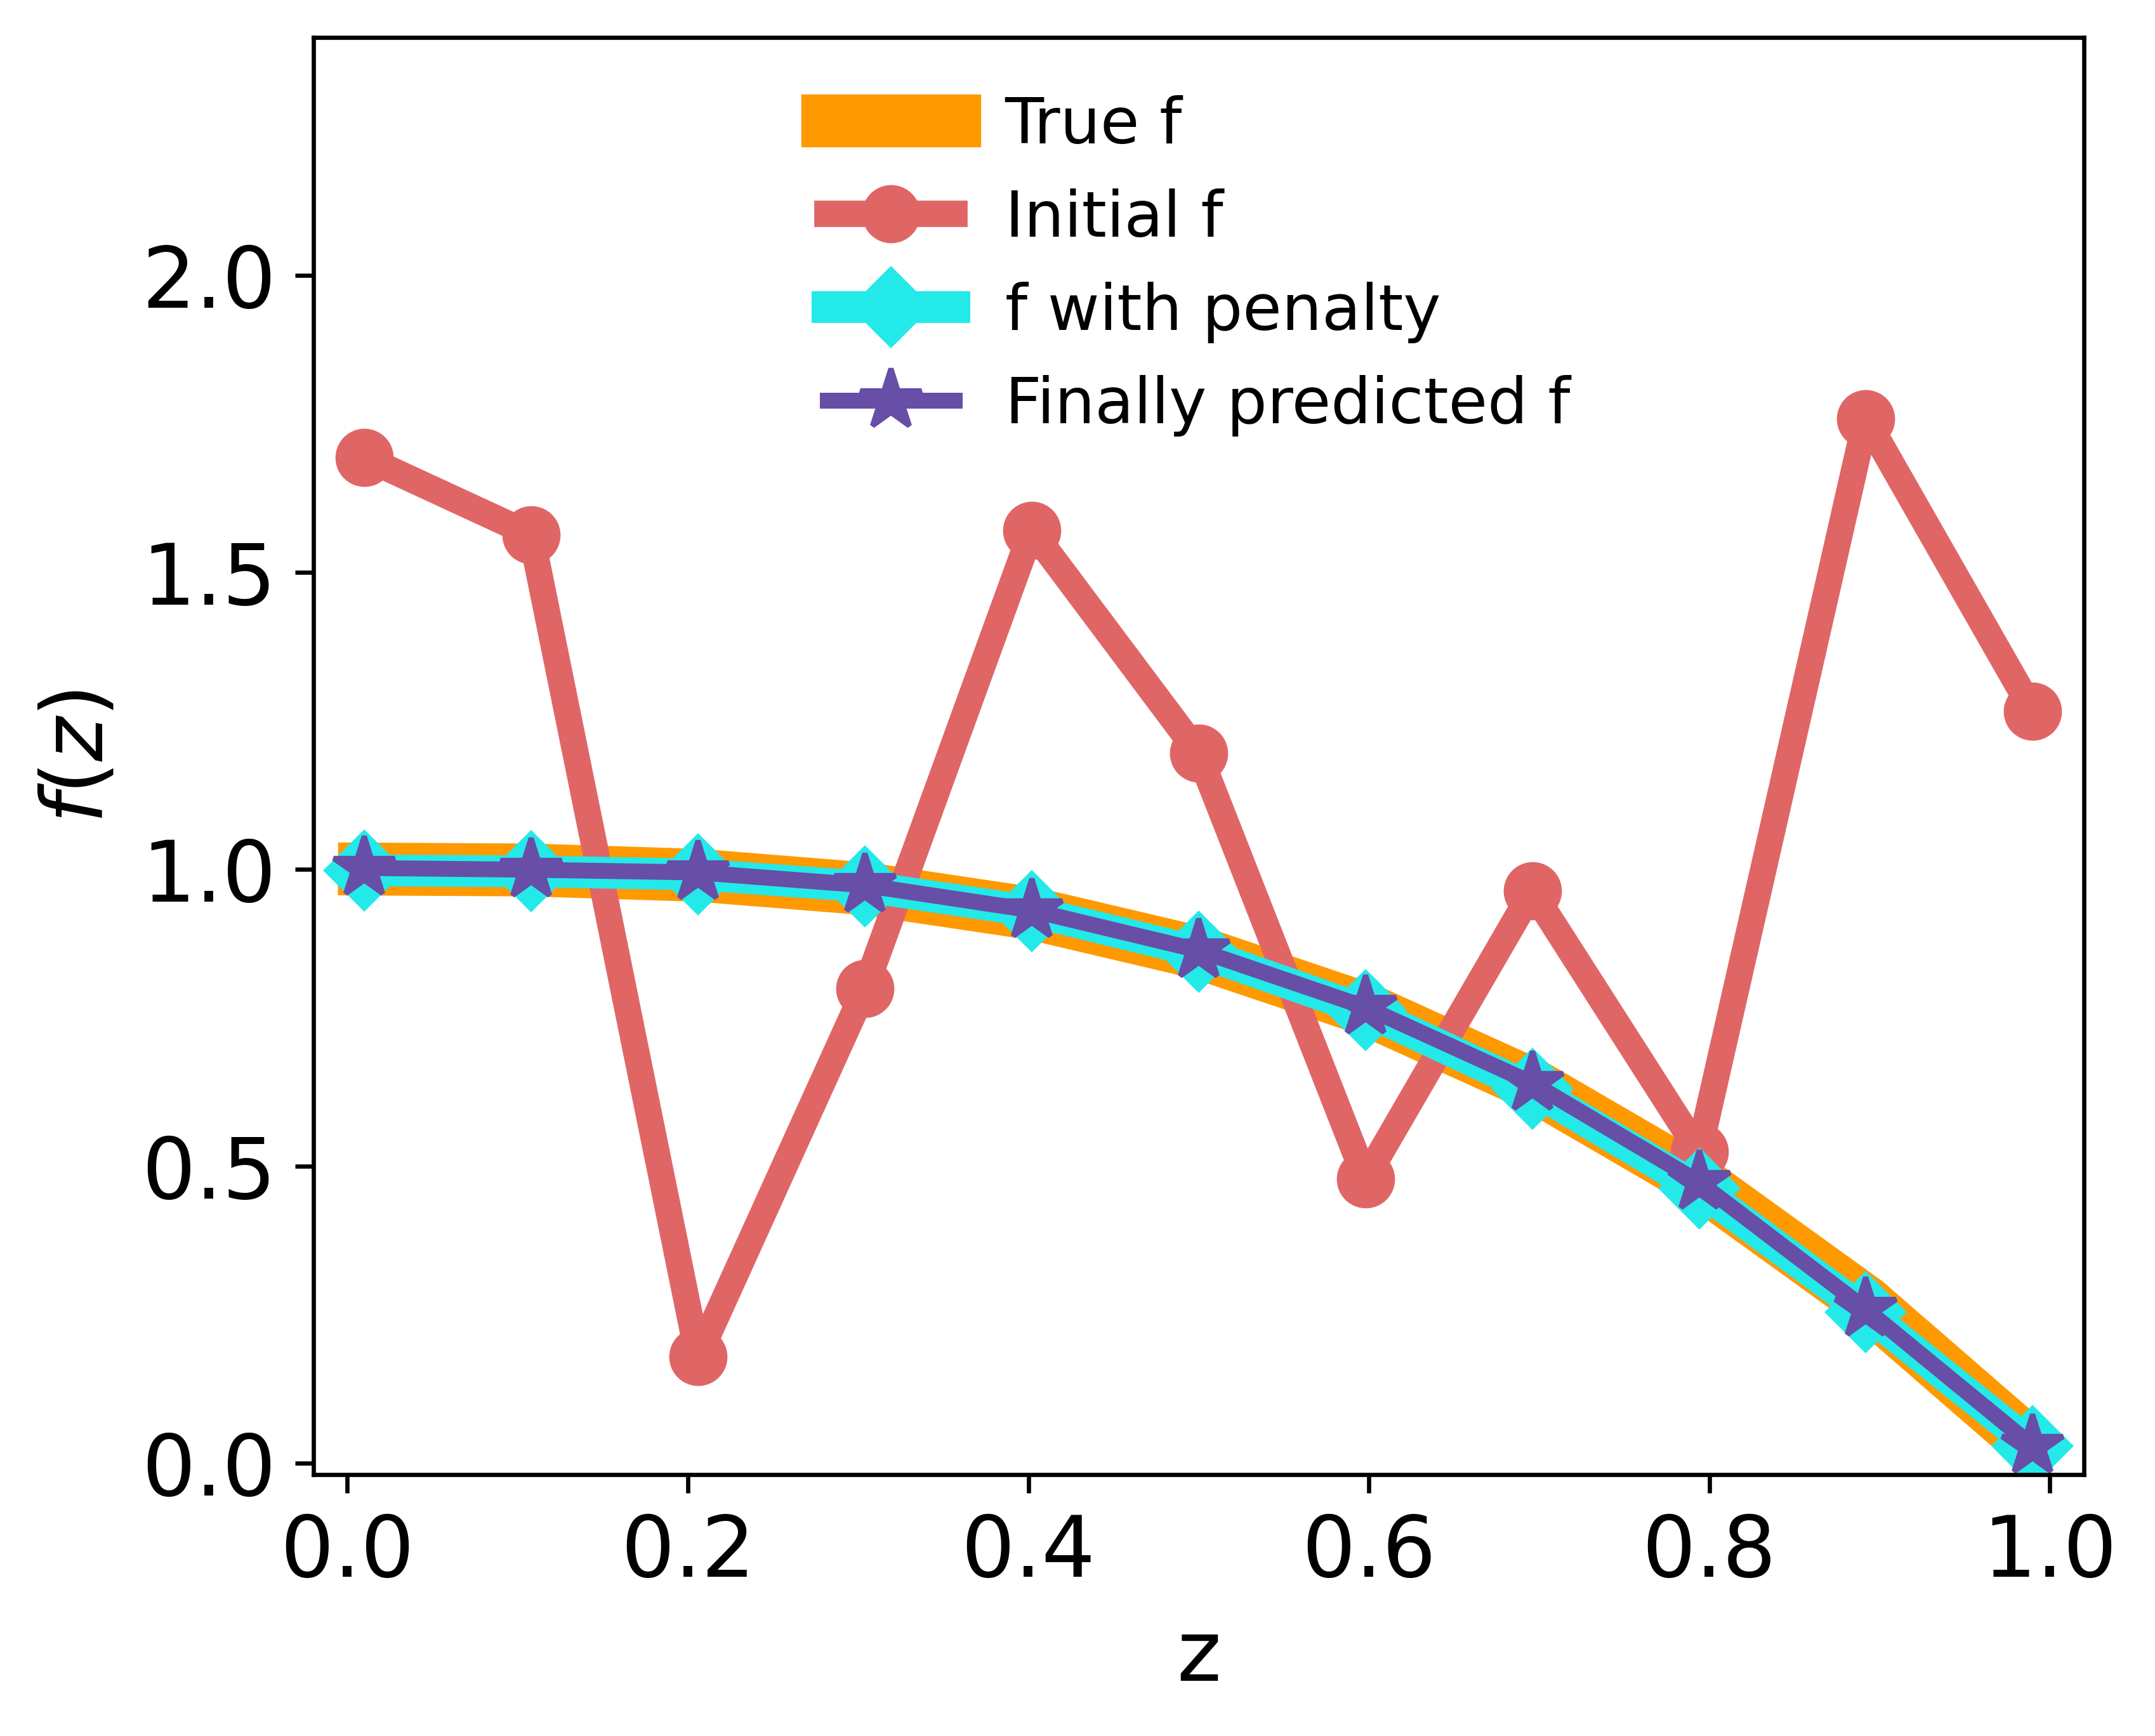 True f
Initial f
f with penalty
Finally predicted f
2.0
1.5
1.0
0.5
0.0
f(z)
0.0 0.2 0.4 0.6 0.8 1.0
z